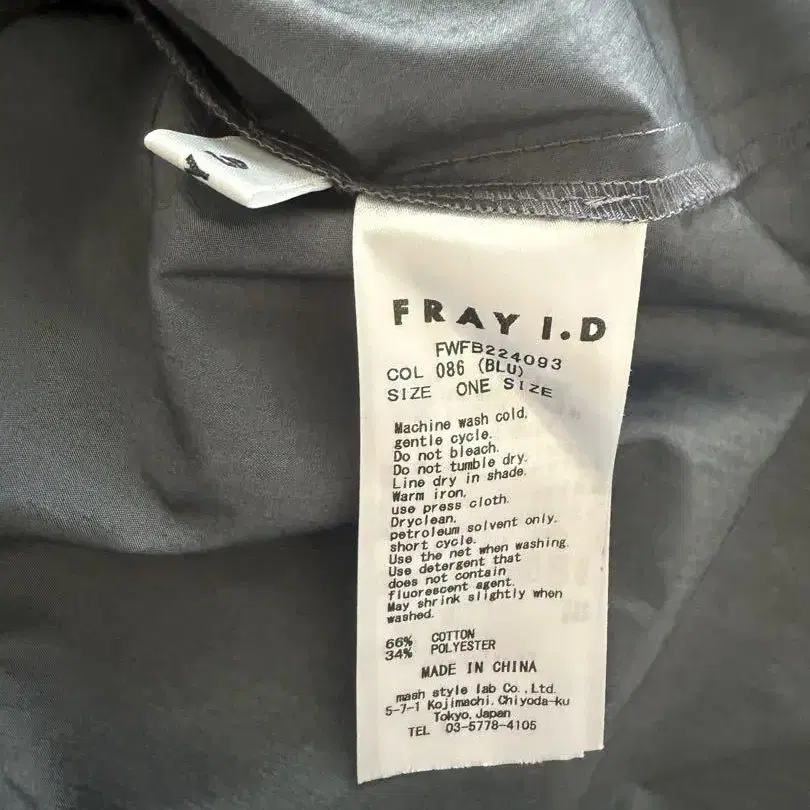 FRAY I.D
FWFB224093
COL 086 (BLU)
SIZE ONE SIZE
Machine wash cold,
gentle cycle.
Do not bleach.
Do not tumble dry.
Line dry in shade.
Warm iron,
use press cloth.
Dryclean,
petroleum solvent only.
short cycle.
Use the net when washing.
Use detergent that
does not contain
fluorescent agent.
May shrink slightly when
washed.
66% COTTON
34% POLYESTER
MADE IN CHINA
mash style lab Co.,Ltd.
5-7-1 Kojimachi, Chiyoda-ku
Tokyo, Japan
TEL 03-5778-4105